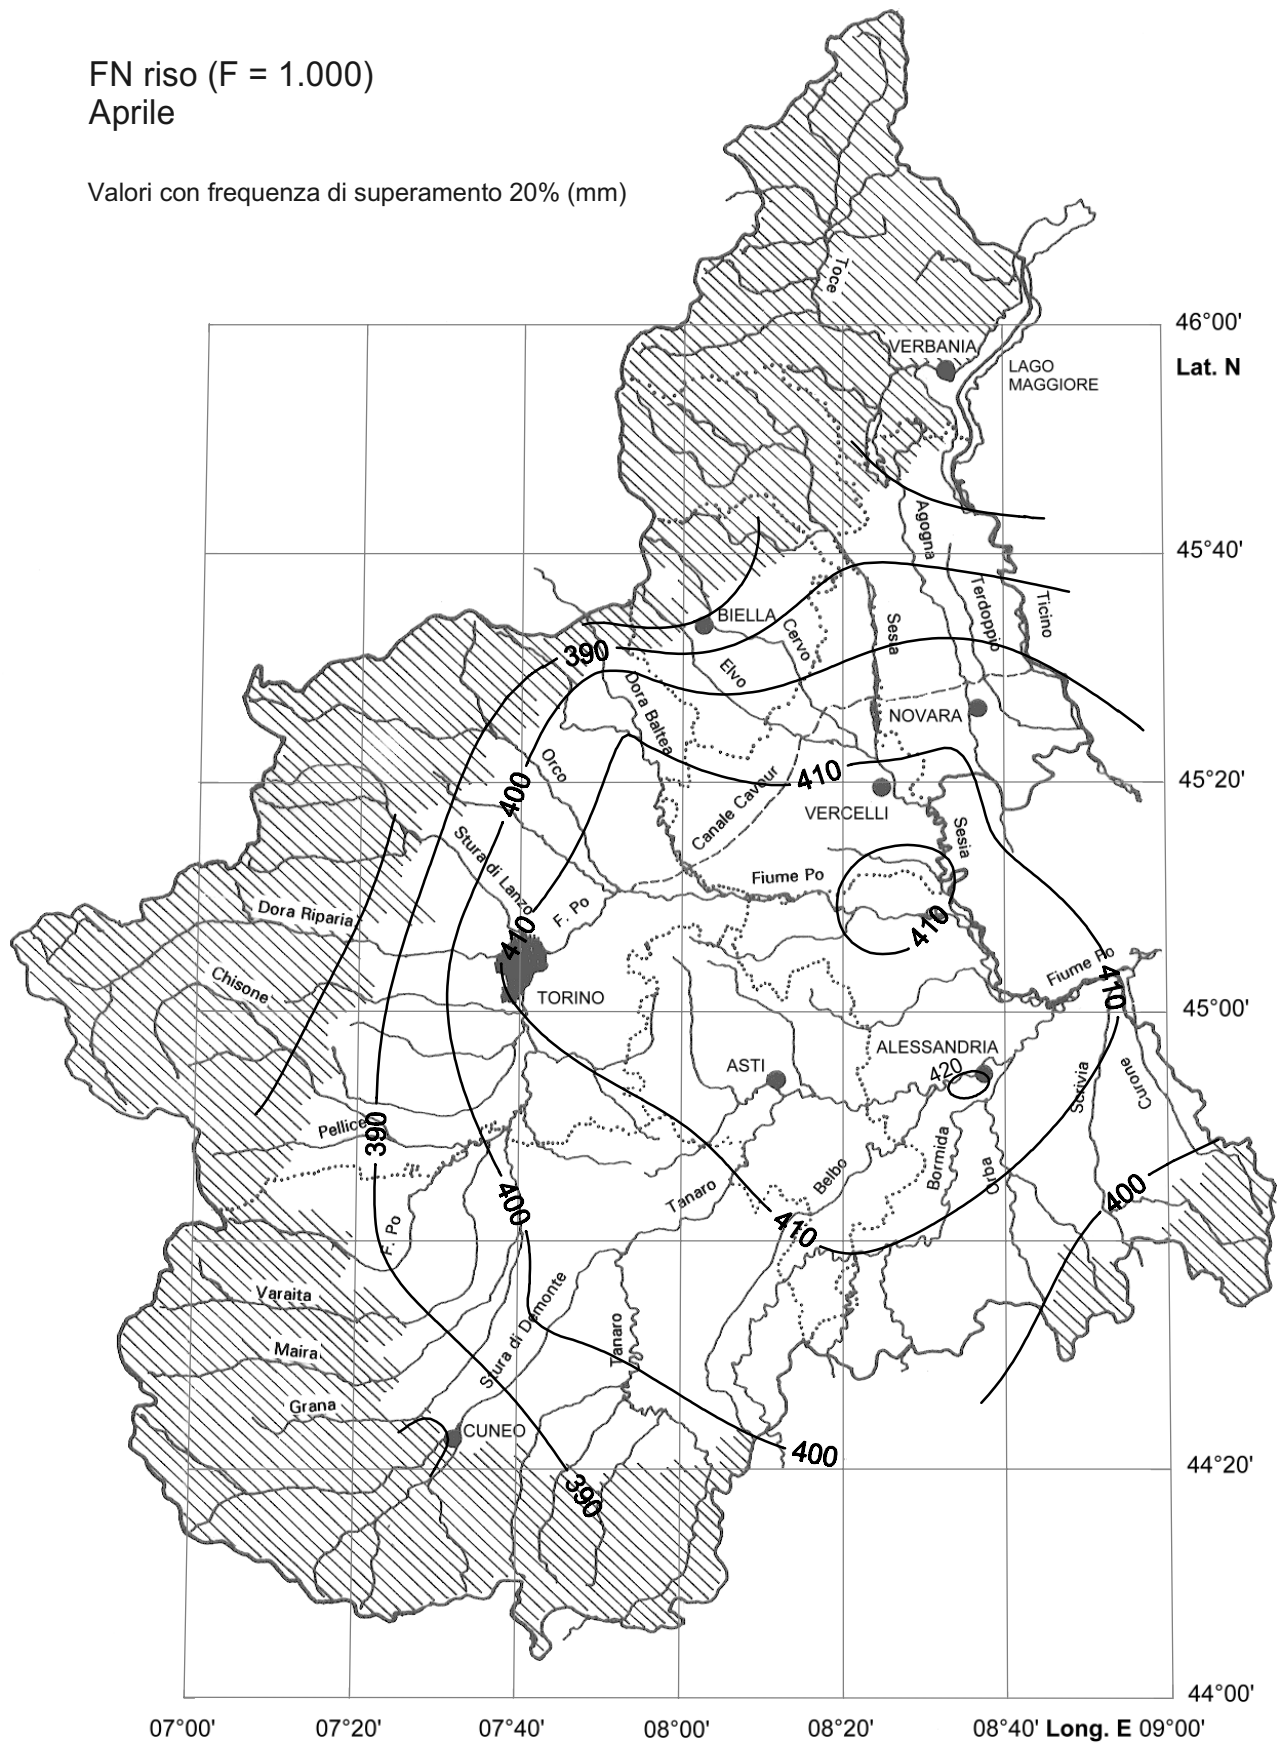 FN riso (F = 1.000)
Aprile
Valori con frequenza di superamento 20% (mm)
Toce
46°00'
VERBANIA
Lat. N
LAGO
MAGGIORE
Agogna
45°40'
Terdoppio
Ticino
BIELLA
Cervo
Sesia
390
Elvo
Dora Baltea
NOVARA
Orco
400
410
45°20'
Canale Cavour
VERCELLI
Stura di Lanzo
Sesia
Fiume Po
Dora Riparia
F. Po
410
410
Fiume Po
Chisone
410
TORINO
45°00'
ALESSANDRIA
ASTI
420
Scrivia
Curone
Pellice
390
Belbo
Bormida
Orba
Tanaro
400
400
F. Po
410
Varaita
Stura di Demonte
Tanaro
Maira
Grana
CUNEO
400
44°20'
390
44°00'
07°00'
07°20'
07°40'
08°00'
08°20'
08°40'
Long. E
09°00'